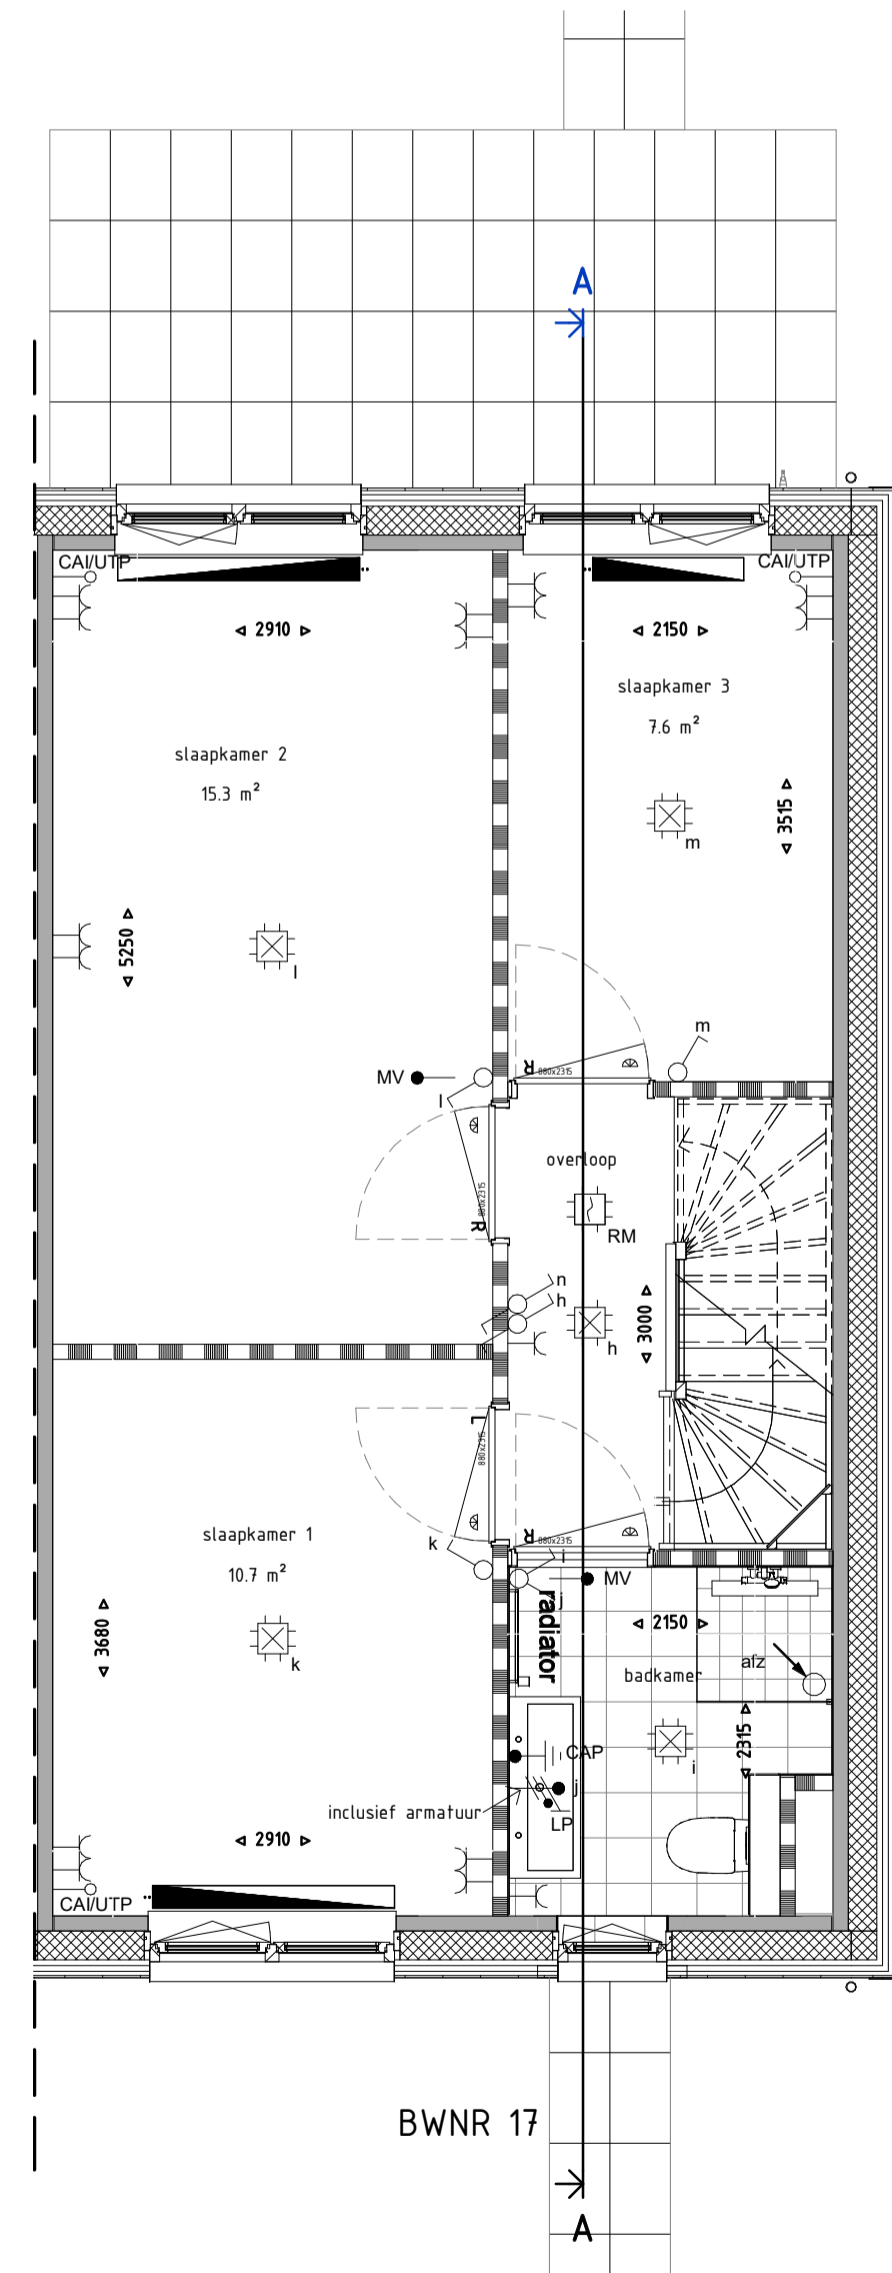 A
CAI/UTP
CAI/UTP
2910
2150
slaapkamer 3
7.6 m²
slaapkamer 2
15.3 m²
3515
m
5250
l
m
MV
R 880x2315
l
overloop
880x2315
R
RM
n
h
3000
h
L
880x2315
slaapkamer 1
k
R 880x2315
i
10.7 m²
MV
j
radiator
2150
3680
k
badkamer
afz
2315
i
CAP
j
inclusief armatuur
LP
2910
CAI/UTP
BWNR 17
A